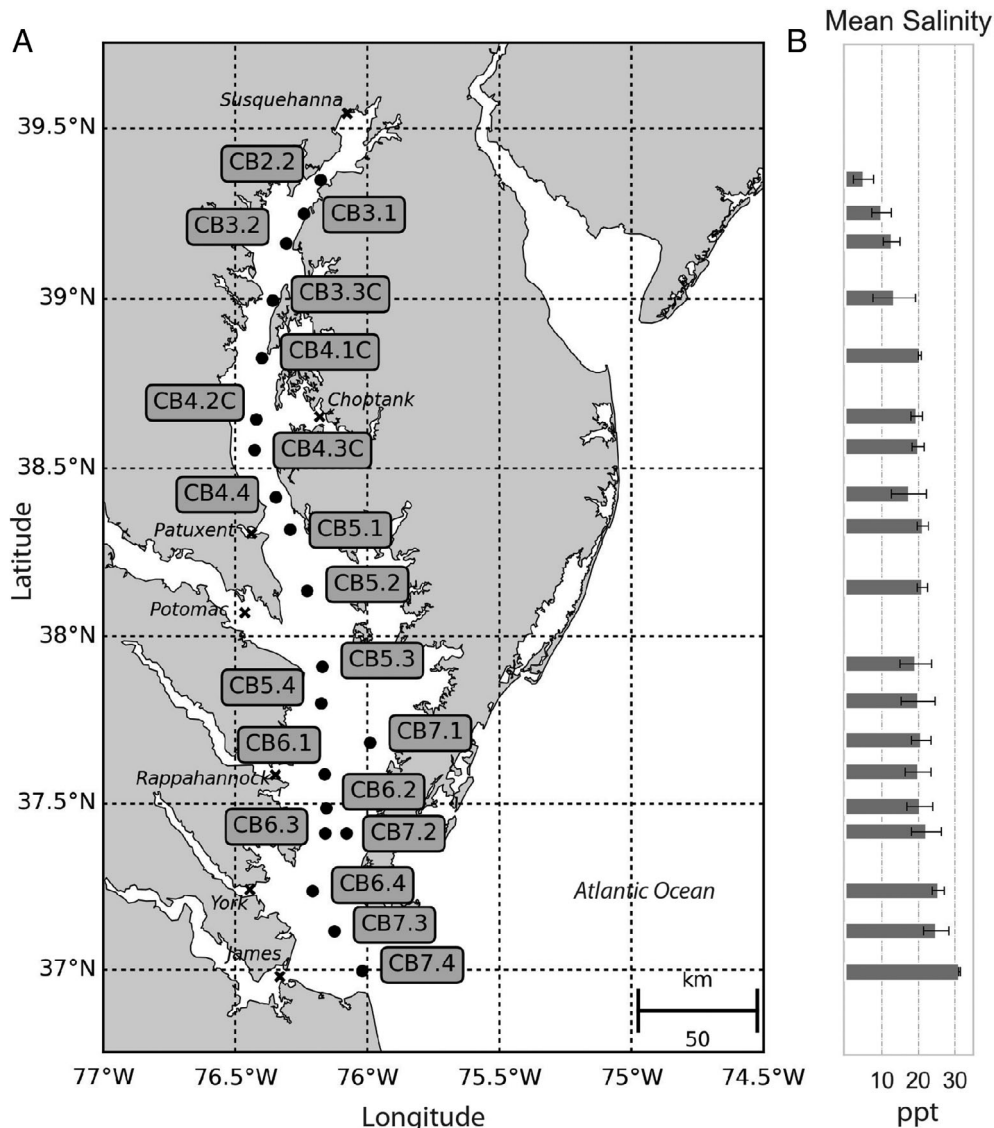 A
B
Mean Salinity
Susquehanna
39.5°N
CB2.2
CB3.1
CB3.2
39°N
CB3.3C
CB4.1C
CB4.2C
Choptank
CB4.3C
38.5°N
CB4.4
Patuxent
CB5.1
CB5.2
Potomac
38°N
CB5.3
CB5.4
CB7.1
CB6.1
Rappahannock
CB6.2
37.5°N
CB6.3
CB7.2
CB6.4
Atlantic Ocean
York
CB7.3
James
CB7.4
37°N
km
50
Latitude
77°W
76.5°W
76°W
75.5°W
75°W
74.5°W
Longitude
10 20 30
ppt